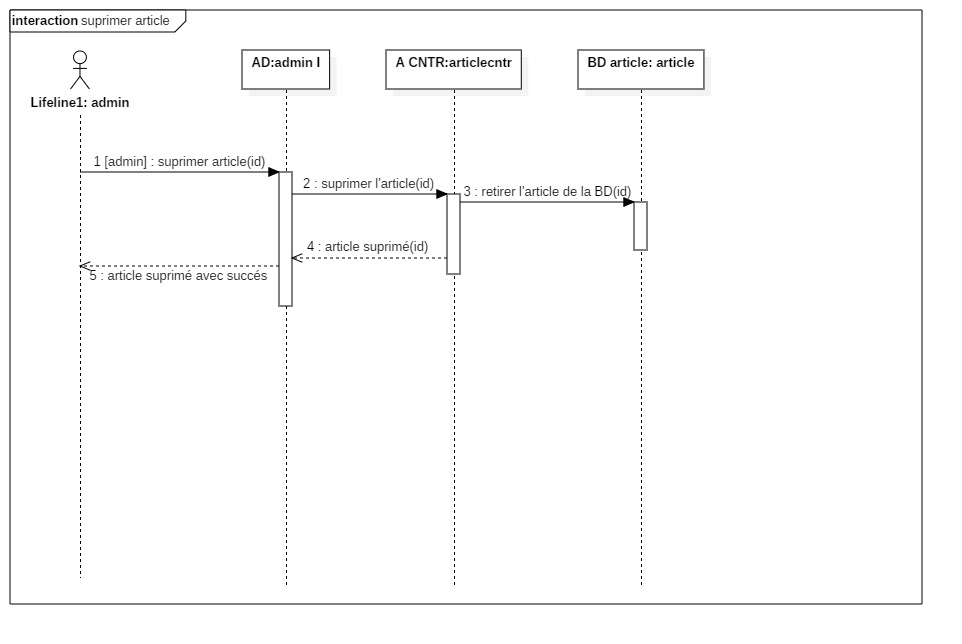 interaction suprimer article
AD:admin I
A CNTR:articlecntr
BD article: article
Lifeline1: admin
1 [admin] : suprimer article(id)
2 : suprimer l'article(id)
3 : retirer l'article de la BD(id)
4 : article suprimé(id)
5 : article suprimé avec succés